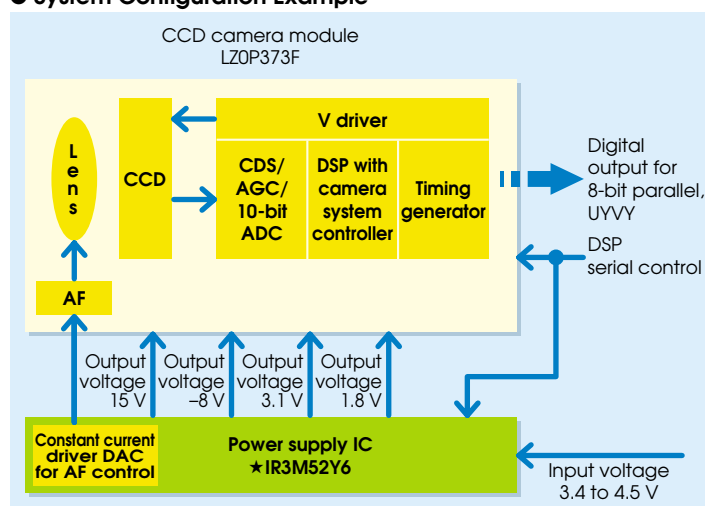 ● System Configuration Example
CCD camera module
LZ0P373F
V driver
L
e
n
s
CCD
CDS/
AGC/
10-bit
ADC
DSP with
camera
system
controller
Timing
generator
Digital
output for
8-bit parallel,
UYVY
DSP
serial control
AF
Output
voltage
15 V
Output
voltage
–8 V
Output
voltage
3.1 V
Output
voltage
1.8 V
Constant current
driver DAC
for AF control
Power supply IC
★IR3M52Y6
Input voltage
3.4 to 4.5 V